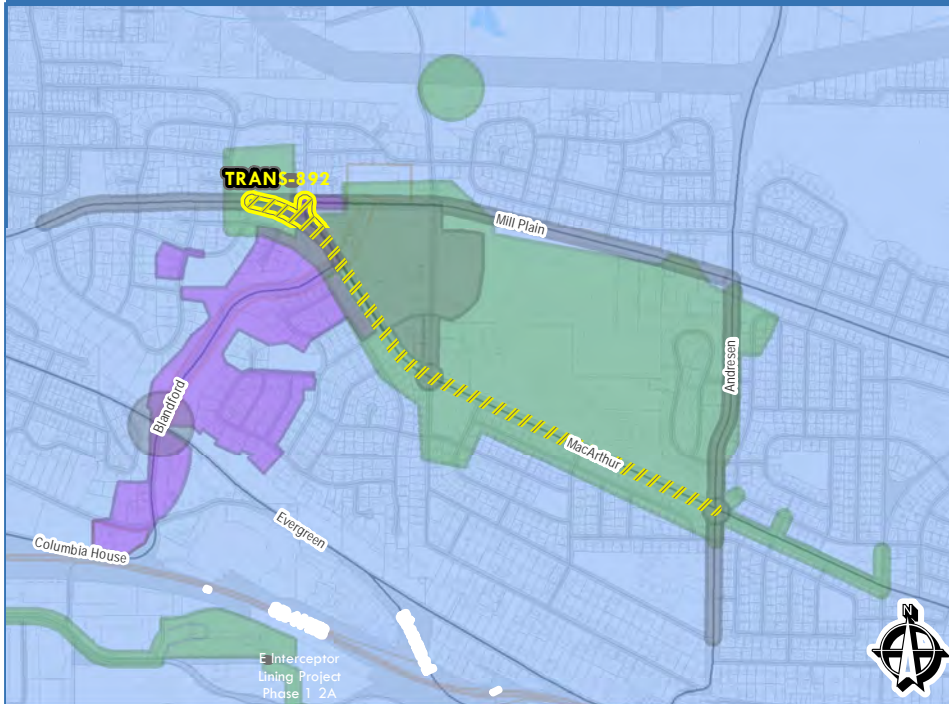 TRANS-892
Mill Plain
Andresen
Blandford
MacArthur
Evergreen
Columbia House
E Interceptor
Lining Project
Phase 1 2A
N